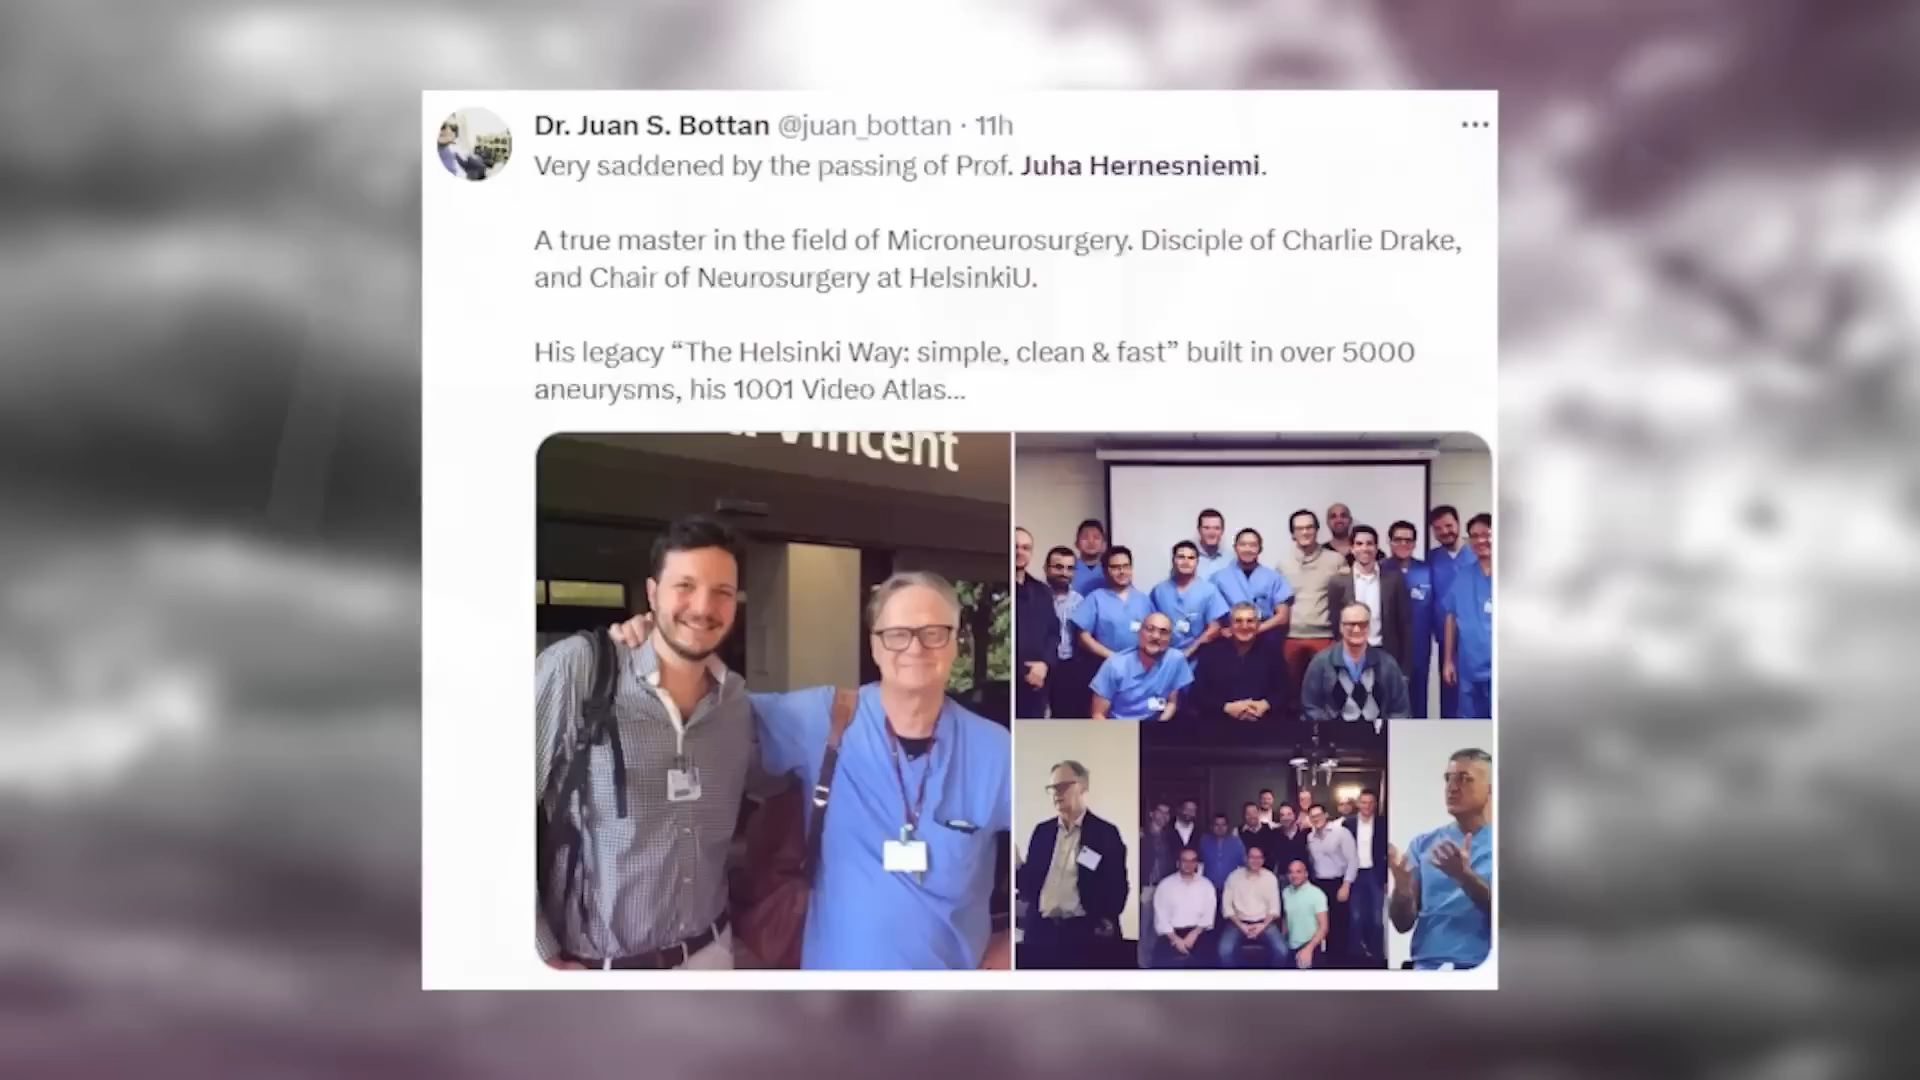 Dr. Juan S. Bottan @juan_bottan · 11h
Very saddened by the passing of Prof. Juha Hernesniemi.
A true master in the field of Microneurosurgery. Disciple of Charlie Drake,
and Chair of Neurosurgery at HelsinkiU.
His legacy “The Helsinki Way: simple, clean & fast” built in over 5000
aneurysms, his 1001 Video Atlas...
Vincent